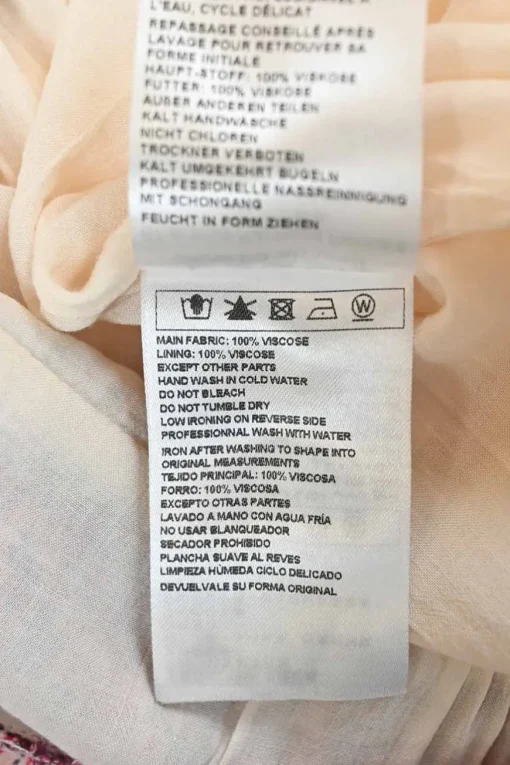 L'EAU, CYCLE DÉLICAT
REPASSAGE CONSEILLÉ APRÈS
LAVAGE POUR RETROUVER SA
FORME INITIALE
HAUPT-STOFF: 100% VISKOSE
FUTTER: 100% VISKOSE
AUßER ANDEREN TEILEN
KALT HANDWÄSCHE
NICHT CHLOREN
TROCKNER VERBOTEN
KALT UMGEKEHRT BÜGELN
PROFESSIONELLE NASSREINNIGUNG
MIT SCHONGANG
FEUCHT IN FORM ZIEHEN
W
MAIN FABRIC: 100% VISCOSE
LINING: 100% VISCOSE
EXCEPT OTHER PARTS
HAND WASH IN COLD WATER
DO NOT BLEACH
DO NOT TUMBLE DRY
LOW IRONING ON REVERSE SIDE
PROFESSIONNAL WASH WITH WATER
IRON AFTER WASHING TO SHAPE INTO
ORIGINAL MEASUREMENTS
TEJIDO PRINCIPAL: 100% VISCOSA
FORRO: 100% VISCOSA
EXCEPTO OTRAS PARTES
LAVADO A MANO CON AGUA FRÍA
NO USAR BLANQUEADOR
SECADOR PROHIBIDO
PLANCHA SUAVE AL REVES
LIMPIEZA HÚMEDA CICLO DELICADO
DEVUELVALE SU FORMA ORIGINAL